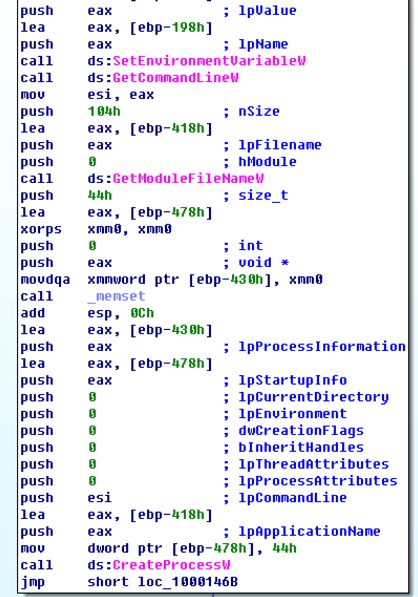 push eax ; lpValue
lea eax, [ebp-198h]
push eax ; lpName
call ds:SetEnvironmentVariableW
call ds:GetCommandLineW
mov esi, eax
push 104h ; nSize
lea eax, [ebp-418h]
push eax ; lpFilename
push 0 ; hModule
call ds:GetModuleFileNameW
push 44h ; size_t
lea eax, [ebp-478h]
xorps xmm0, xmm0
push 0 ; int
push eax ; void *
movdqa xmmword ptr [ebp-430h], xmm0
call _memset
add esp, 0Ch
lea eax, [ebp-430h]
push eax ; lpProcessInformation
lea eax, [ebp-478h]
push eax ; lpStartupInfo
push 0 ; lpCurrentDirectory
push 0 ; lpEnvironment
push 0 ; dwCreationFlags
push 0 ; bInheritHandles
push 0 ; lpThreadAttributes
push 0 ; lpProcessAttributes
push esi ; lpCommandLine
lea eax, [ebp-418h]
push eax ; lpApplicationName
mov dword ptr [ebp-478h], 44h
call ds:CreateProcessW
jmp short loc_1000146B